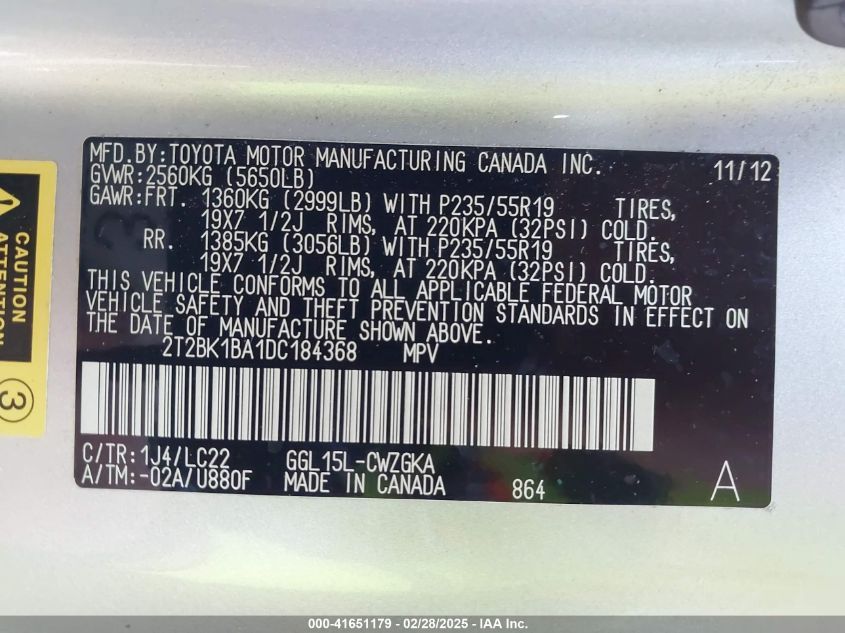 MFD.BY:TOYOTA MOTOR MANUFACTURING CANADA INC. 11/12
GVWR:2560KG (5650LB)
GAWR:FRT. 1360KG (2999LB) WITH P235/55R19 TIRES,
19X7 1/2J RIMS, AT 220KPA (32PSI) COLD.
RR. 1385KG (3056LB) WITH P235/55R19 TIRES,
19X7 1/2J RIMS, AT 220KPA (32PSI) COLD.
THIS VEHICLE CONFORMS TO ALL APPLICABLE FEDERAL MOTOR
VEHICLE SAFETY AND THEFT PREVENTION STANDARDS IN EFFECT ON
THE DATE OF MANUFACTURE SHOWN ABOVE.
2T2BK1BA1DC184368 MPV
C/TR:1J4/LC22 GGL15L-CWZGKA
A/TM:-02A/U880F MADE IN CANADA 864 A
CAUTION
ATTENTION
3
000-41651179 - 02/28/2025 - IAA Inc.